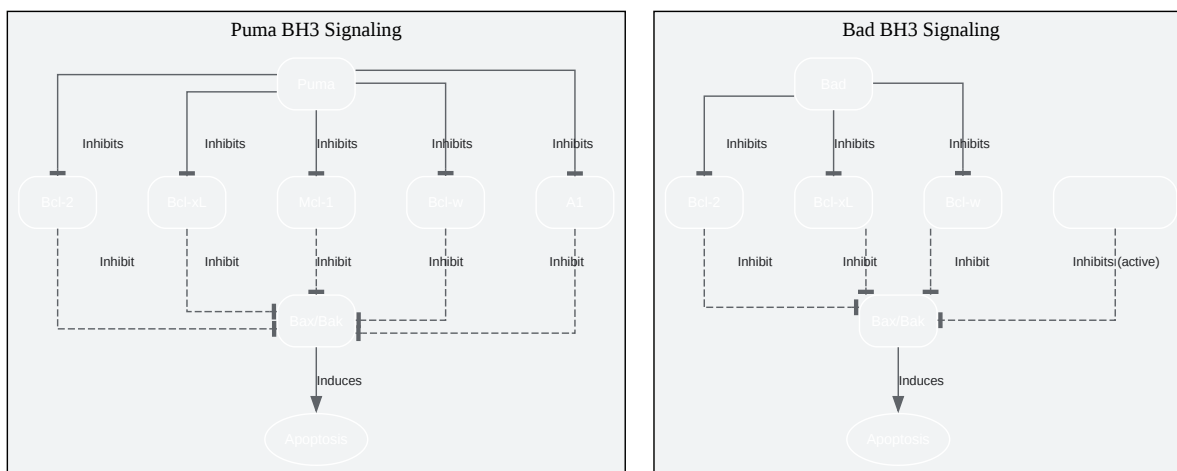 Puma BH3 Signaling
Puma
Inhibits
Inhibits
Inhibits
Inhibits
Inhibits
Bcl-2
Bcl-xL
Mcl-1
Bcl-w
A1
Inhibit
Inhibit
Inhibit
Inhibit
Inhibit
Bax/Bak
Induces
Apoptosis
Bad BH3 Signaling
Bad
Inhibits
Inhibits
Inhibits
Bcl-2
Bcl-xL
Bcl-w
Inhibit
Inhibit
Inhibit
Inhibits (active)
Bax/Bak
Induces
Apoptosis